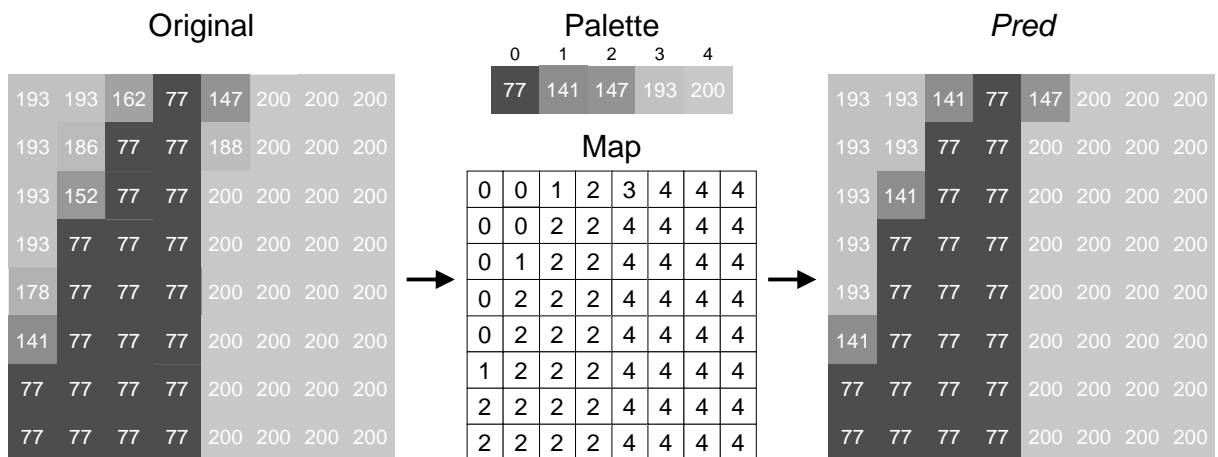 Original
193 193 162 77 147 200 200 200
193 186 77 77 188 200 200 200
193 152 77 77 200 200 200 200
193 77 77 77 200 200 200 200
178 77 77 77 200 200 200 200
141 77 77 77 200 200 200 200
77 77 77 77 200 200 200 200
77 77 77 77 200 200 200 200
Palette
0 1 2 3 4
77 141 147 193 200
Map
0 0 1 2 3 4 4 4
0 0 2 2 4 4 4 4
0 1 2 2 4 4 4 4
0 2 2 2 4 4 4 4
0 2 2 2 4 4 4 4
1 2 2 2 4 4 4 4
2 2 2 2 4 4 4 4
2 2 2 2 4 4 4 4
Pred
193 193 141 77 147 200 200 200
193 193 77 77 200 200 200 200
193 141 77 77 200 200 200 200
193 77 77 77 200 200 200 200
193 77 77 77 200 200 200 200
141 77 77 77 200 200 200 200
77 77 77 77 200 200 200 200
77 77 77 77 200 200 200 200